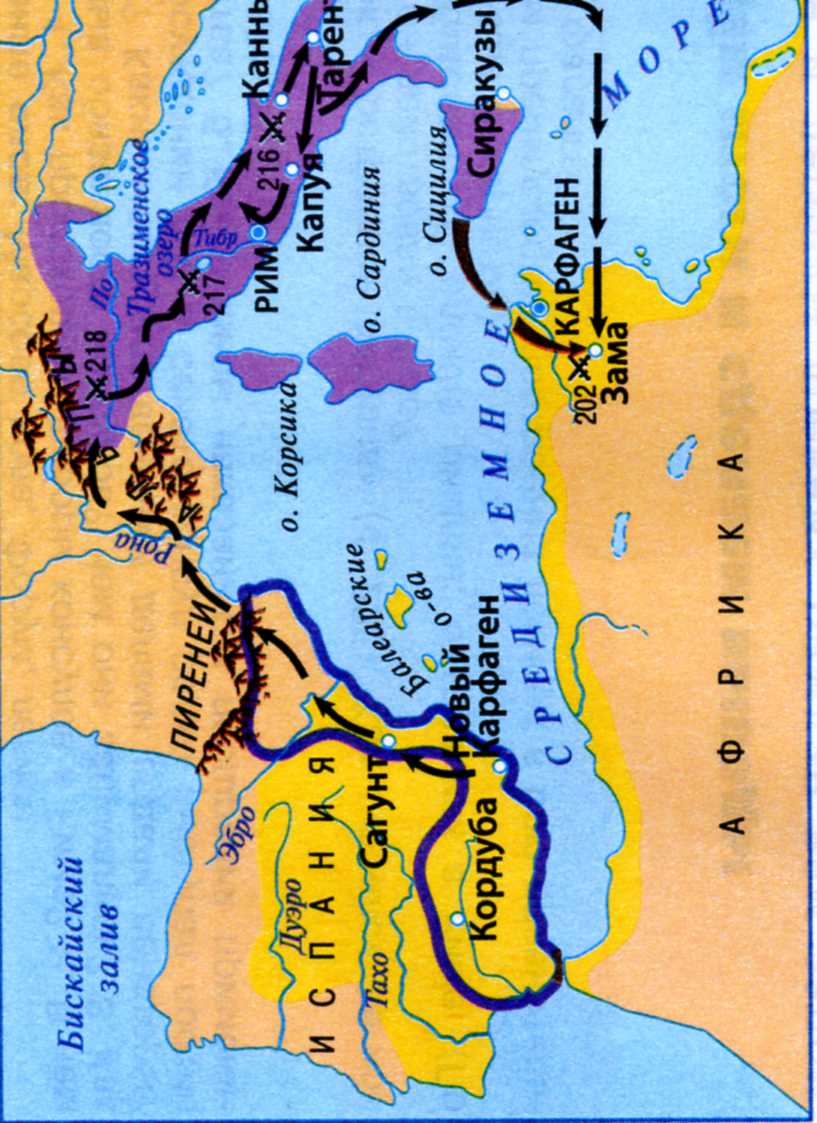 Бискайский
залив
ПИРЕНЕИ
Рона
АЛЬПЫ
218
По
Тразименское
озеро
217
Тибр
РИМ
216
Канны
Капуя
Тарент
Эбро
Дуэро
ИСПАНИЯ
Тахо
Сагунт
Кордуба
Новый
Карфаген
Балеарские
о-ва
о. Корсика
о. Сардиния
о. Сицилия
Сиракузы
СРЕДИЗЕМНОЕ
МОРЕ
КАРФАГЕН
202
Зама
АФРИКА